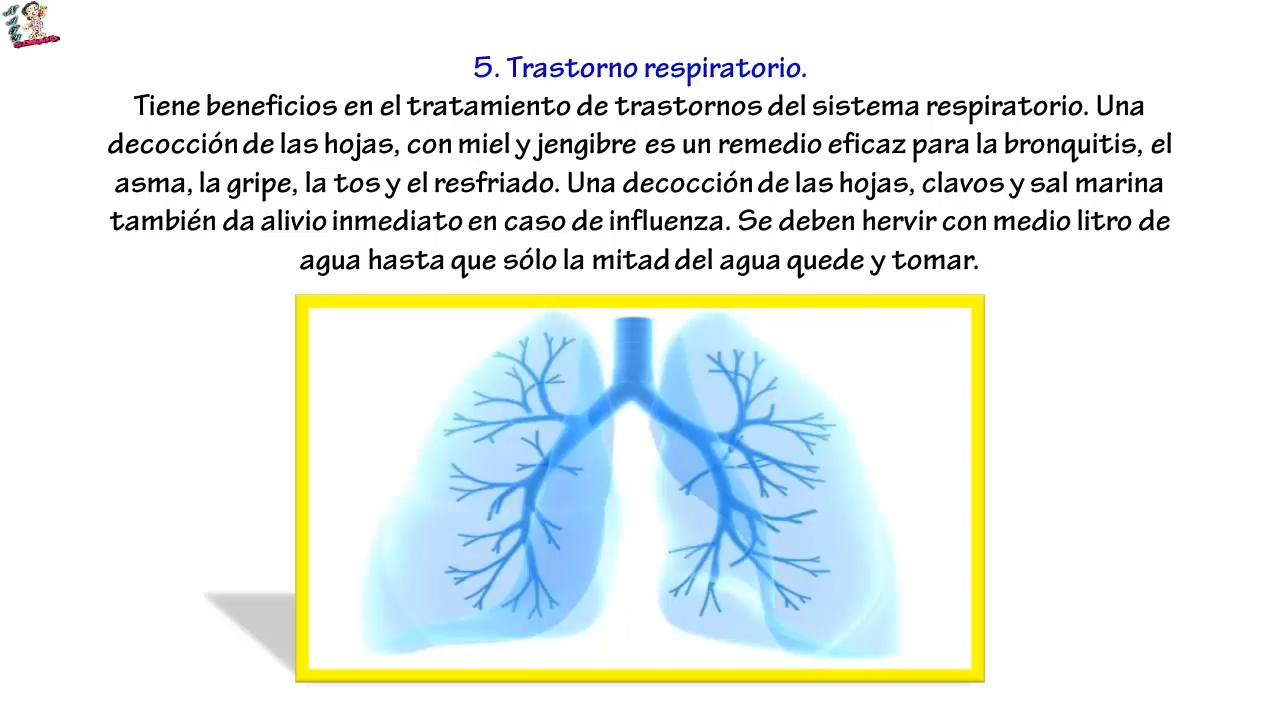 5. Trastorno respiratorio.
Tiene beneficios en el tratamiento de trastornos del sistema respiratorio. Una
decocción de las hojas, con miel y jengibre es un remedio eficaz para la bronquitis, el
asma, la gripe, la tos y el resfriado. Una decocción de las hojas, clavos y sal marina
también da alivio inmediato en caso de influenza. Se deben hervir con medio litro de
agua hasta que sólo la mitad del agua quede y tomar.